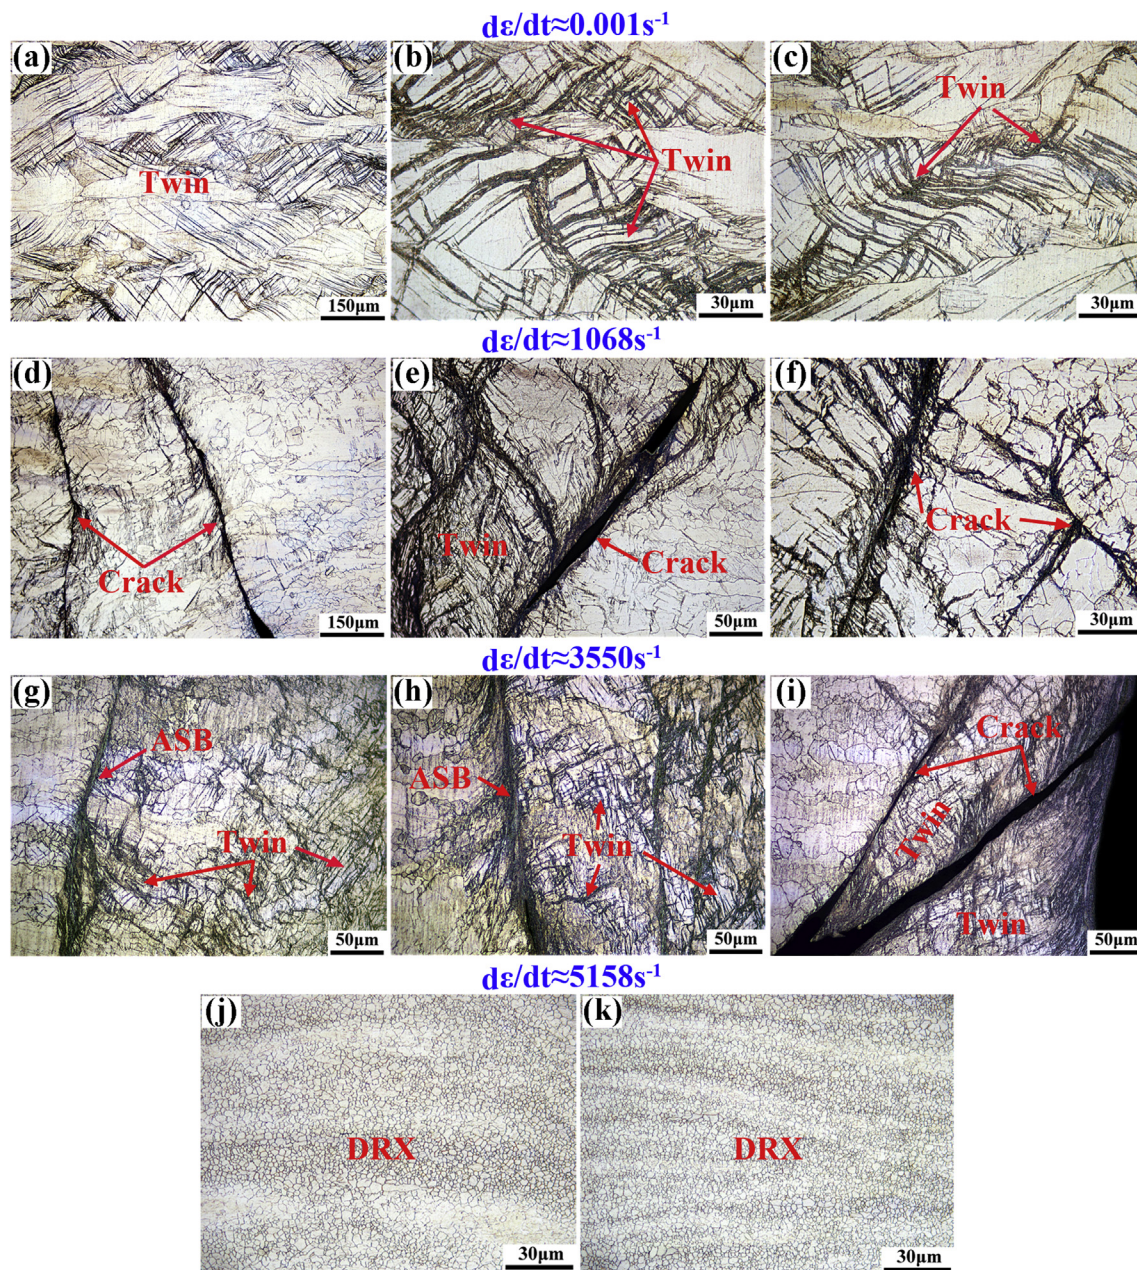 dε/dt≈0.001s⁻¹
(a) (b) (c)
Twin
Twin
Twin
150μm 30μm 30μm
dε/dt≈1068s⁻¹
(d) (e) (f)
Crack
Twin
Crack
Crack
150μm 50μm 30μm
dε/dt≈3550s⁻¹
(g) (h) (i)
ASB
Twin
ASB
Twin
Crack
Twin
Twin
50μm 50μm 50μm
dε/dt≈5158s⁻¹
(j) (k)
DRX DRX
30μm 30μm